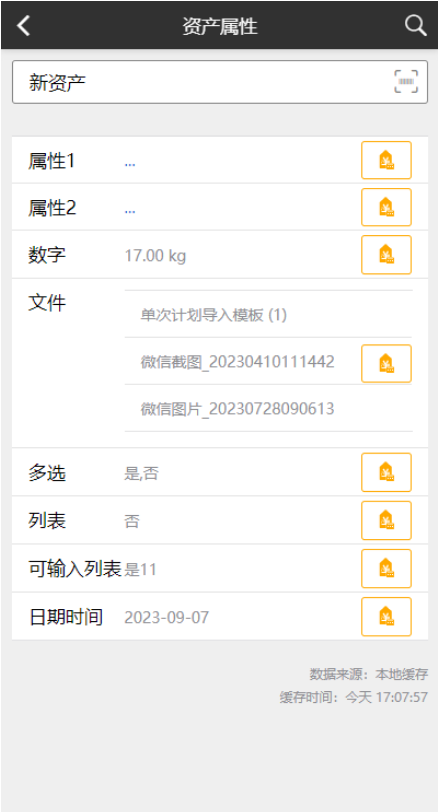 资产属性
新资产
属性1 ...
属性2 ...
数字 17.00 kg
文件
单次计划导入模板 (1)
微信截图_20230410111442
微信图片_20230728090613
多选 是,否
列表 否
可输入列表 是11
日期时间 2023-09-07
数据来源：本地缓存
缓存时间：今天 17:07:57